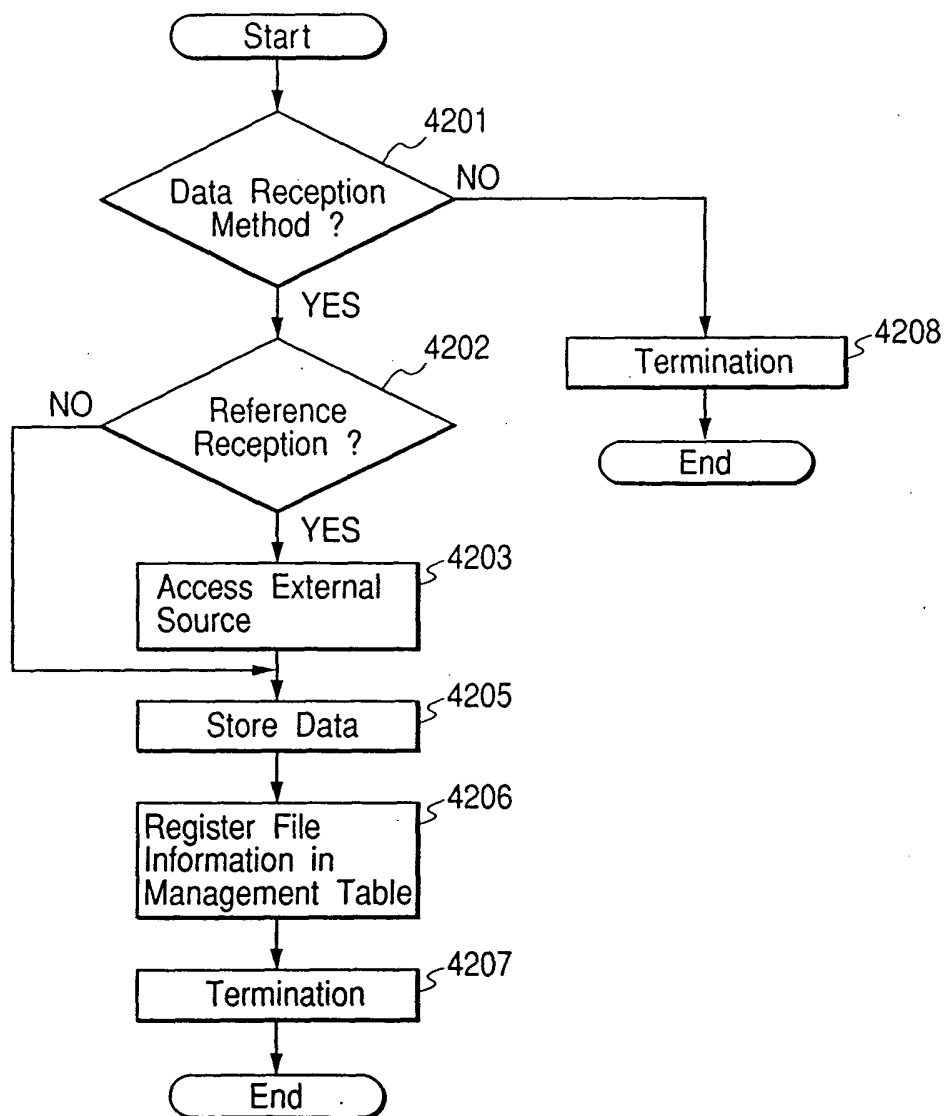 Start
4201
Data Reception
Method ?
NO
YES
4202
Reference
Reception ?
NO
YES
4208
Termination
End
4203
Access External
Source
4205
Store Data
4206
Register File
Information in
Management Table
4207
Termination
End